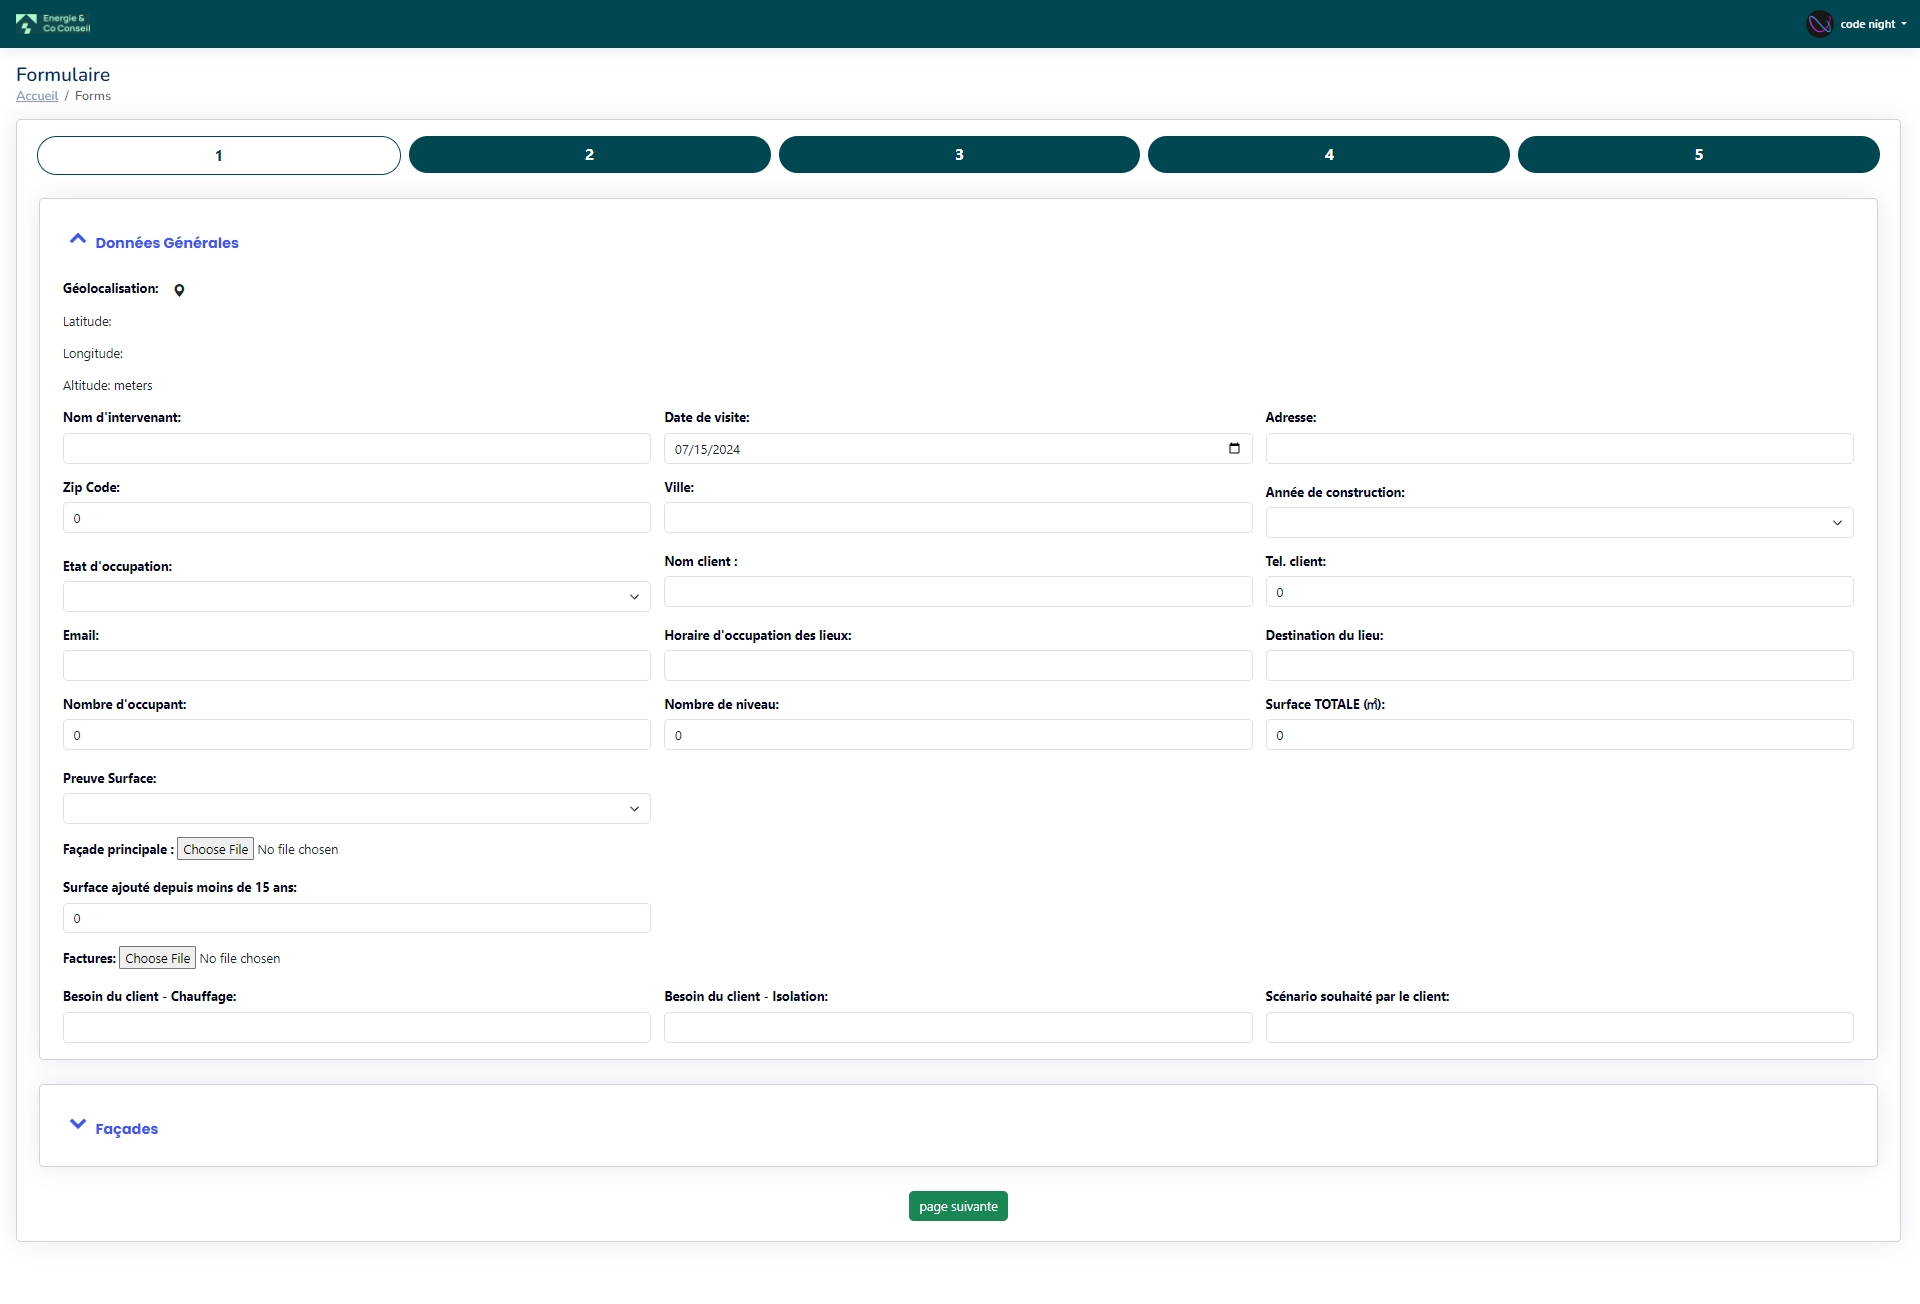 Energie &
Co Conseil
code night
Formulaire
Accueil / Forms
1 2 3 4 5
Données Générales
Géolocalisation:
Latitude:
Longitude:
Altitude: meters
Nom d'intervenant: Date de visite: Adresse:
07/15/2024
Zip Code: Ville: Année de construction:
0
Etat d'occupation: Nom client : Tel. client:
0
Email: Horaire d'occupation des lieux: Destination du lieu:
Nombre d'occupant: Nombre de niveau: Surface TOTALE (㎡):
0 0 0
Preuve Surface:
Façade principale : Choose File No file chosen
Surface ajouté depuis moins de 15 ans:
0
Factures: Choose File No file chosen
Besoin du client - Chauffage: Besoin du client - Isolation: Scénario souhaité par le client:
Façades
page suivante